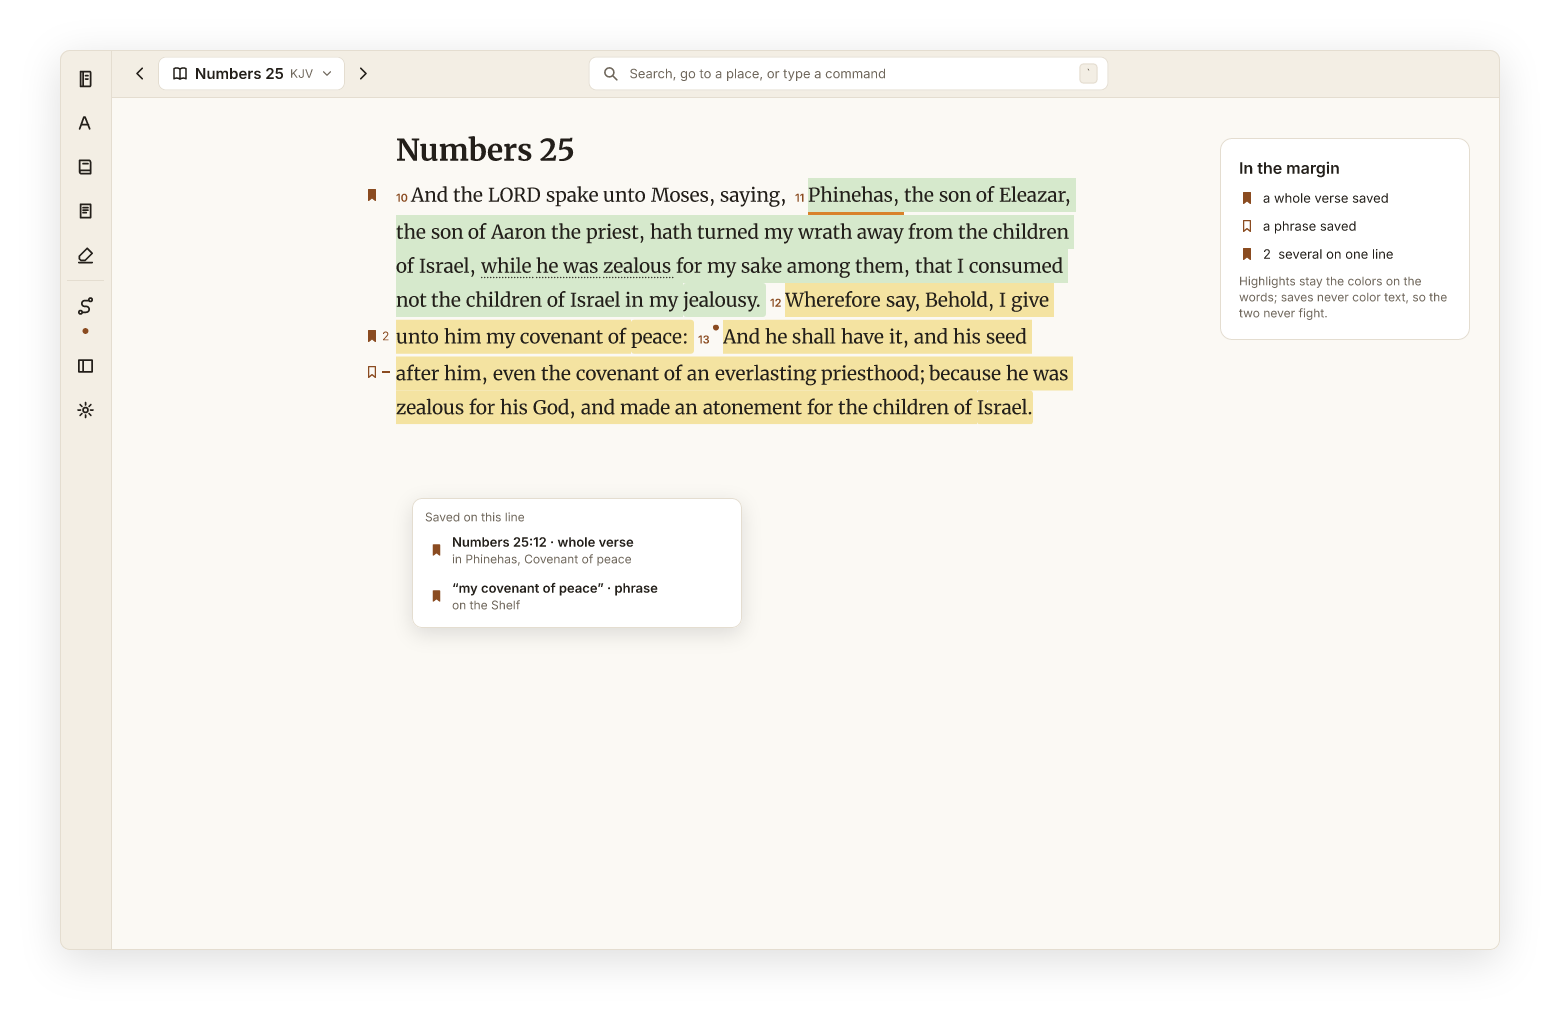 Numbers 25 KJV
Search, go to a place, or type a command
Numbers 25
10 And the LORD spake unto Moses, saying, 11 Phinehas, the son of Eleazar,
the son of Aaron the priest, hath turned my wrath away from the children
of Israel, while he was zealous for my sake among them, that I consumed
not the children of Israel in my jealousy. 12 Wherefore say, Behold, I give
2 unto him my covenant of peace: 13 And he shall have it, and his seed
after him, even the covenant of an everlasting priesthood; because he was
zealous for his God, and made an atonement for the children of Israel.
In the margin
a whole verse saved
a phrase saved
2 several on one line
Highlights stay the colors on the
words; saves never color text, so the
two never fight.
Saved on this line
Numbers 25:12 · whole verse
in Phinehas, Covenant of peace
“my covenant of peace” · phrase
on the Shelf